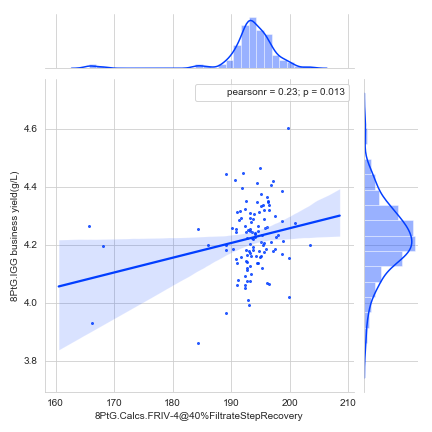 pearsonr = 0.23; p = 0.013
4.6
4.4
4.2
4.0
3.8
8PtG.IGG business yield(g/L)
160 170 180 190 200 210
8PtG.Calcs.FRIV-4@40%FiltrateStepRecovery